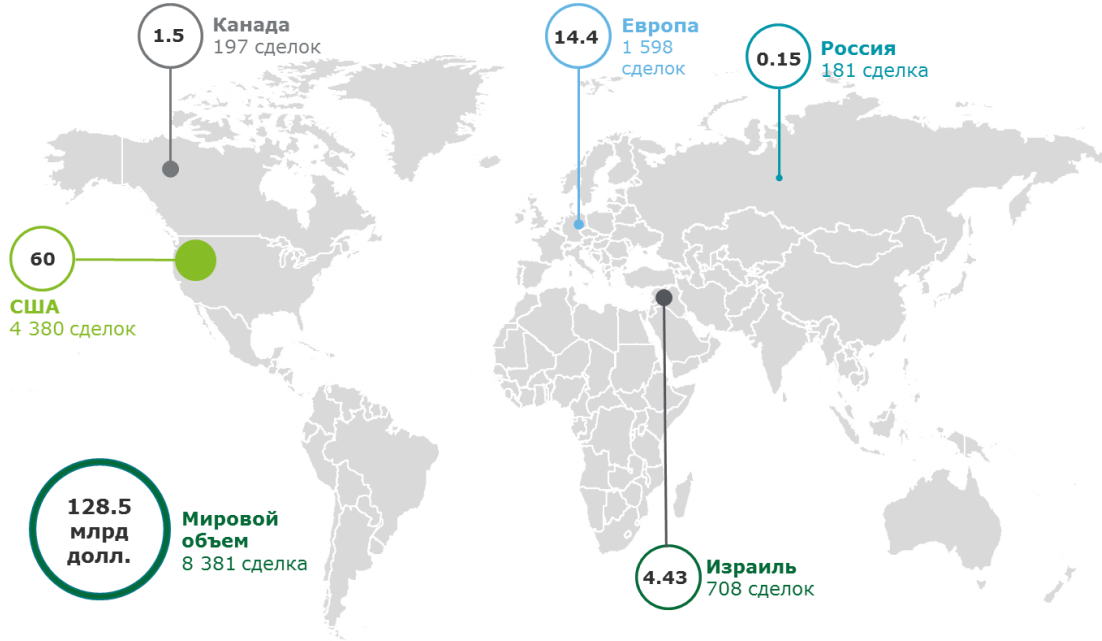 1.5
Канада
197 сделок
14.4
Европа
1 598
сделок
0.15
Россия
181 сделка
60
США
4 380 сделок
128.5
млрд
долл.
Мировой
объем
8 381 сделка
4.43
Израиль
708 сделок